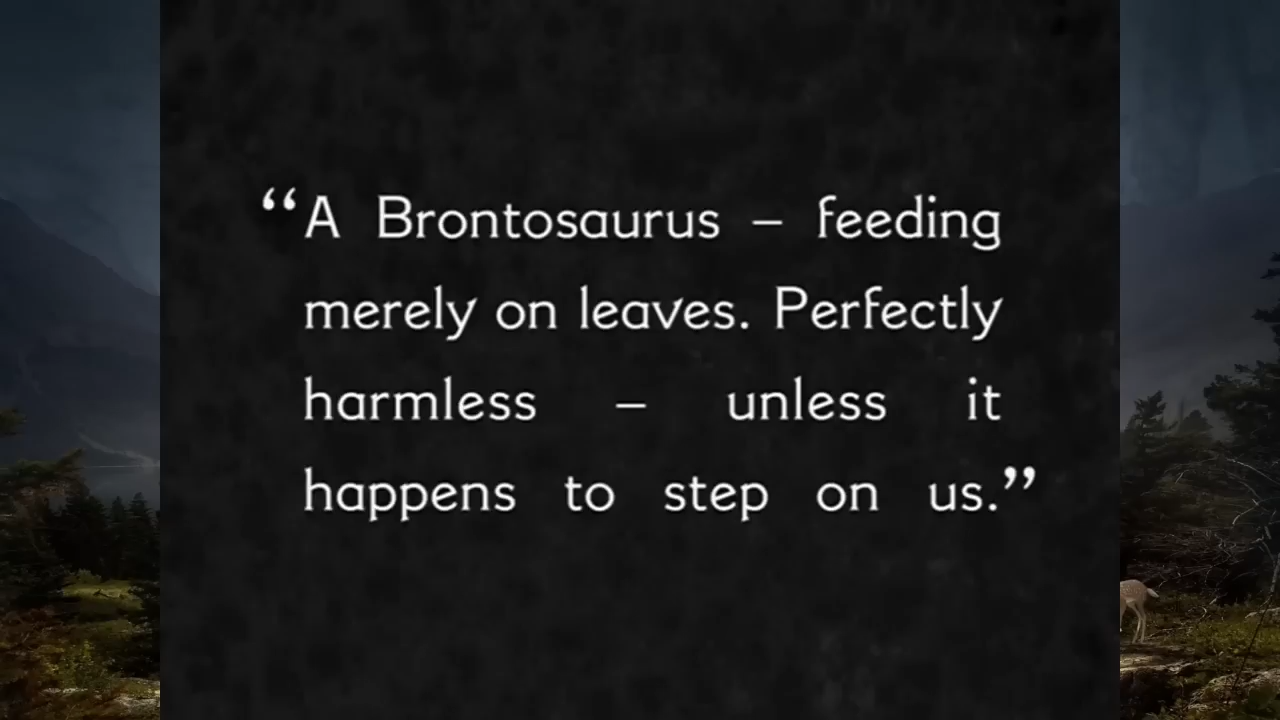 “A Brontosaurus – feeding
merely on leaves. Perfectly
harmless – unless it
happens to step on us.”